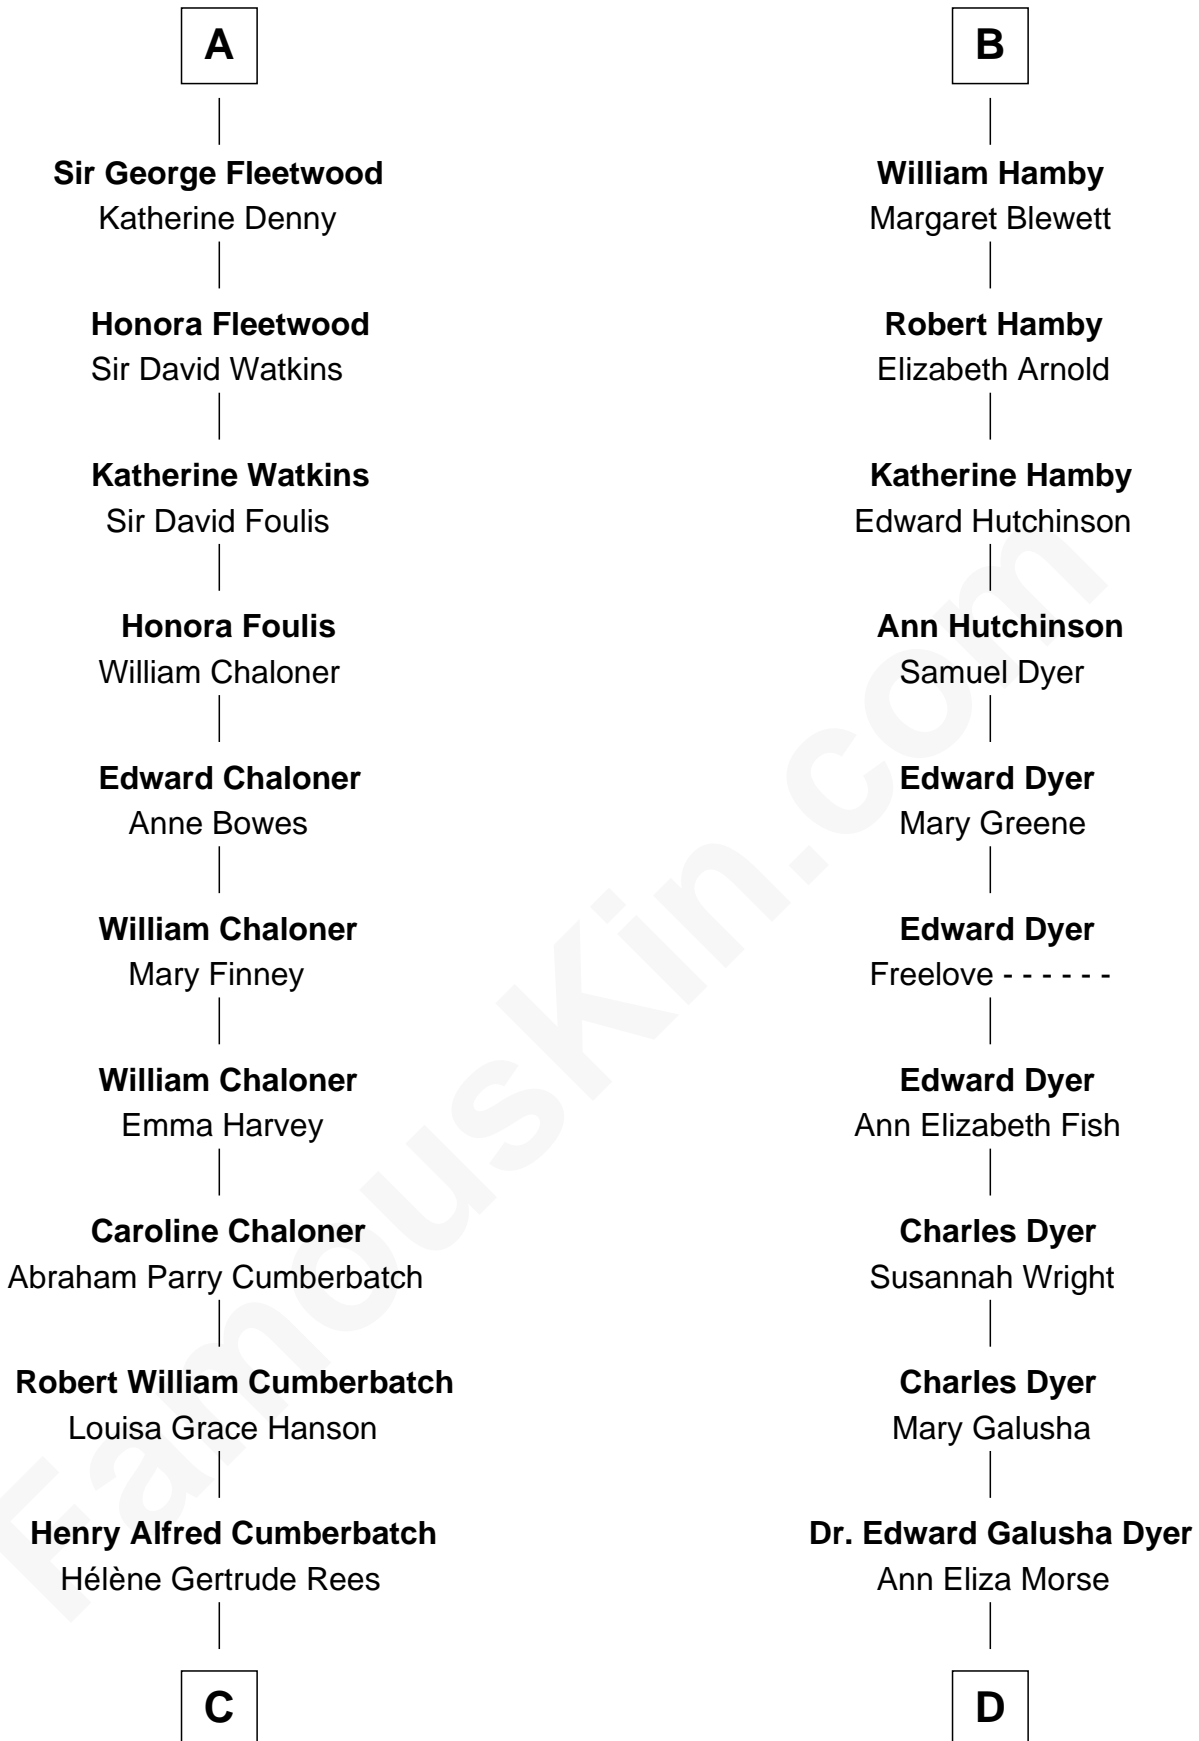 A
Sir George Fleetwood
Katherine Denny
Honora Fleetwood
Sir David Watkins
Katherine Watkins
Sir David Foulis
Honora Foulis
William Chaloner
Edward Chaloner
Anne Bowes
William Chaloner
Mary Finney
William Chaloner
Emma Harvey
Caroline Chaloner
Abraham Parry Cumberbatch
Robert William Cumberbatch
Louisa Grace Hanson
Henry Alfred Cumberbatch
Hélène Gertrude Rees
C
B
William Hamby
Margaret Blewett
Robert Hamby
Elizabeth Arnold
Katherine Hamby
Edward Hutchinson
Ann Hutchinson
Samuel Dyer
Edward Dyer
Mary Greene
Edward Dyer
Freelove - - - - - -
Edward Dyer
Ann Elizabeth Fish
Charles Dyer
Susannah Wright
Charles Dyer
Mary Galusha
Dr. Edward Galusha Dyer
Ann Eliza Morse
D
FamousKin.com